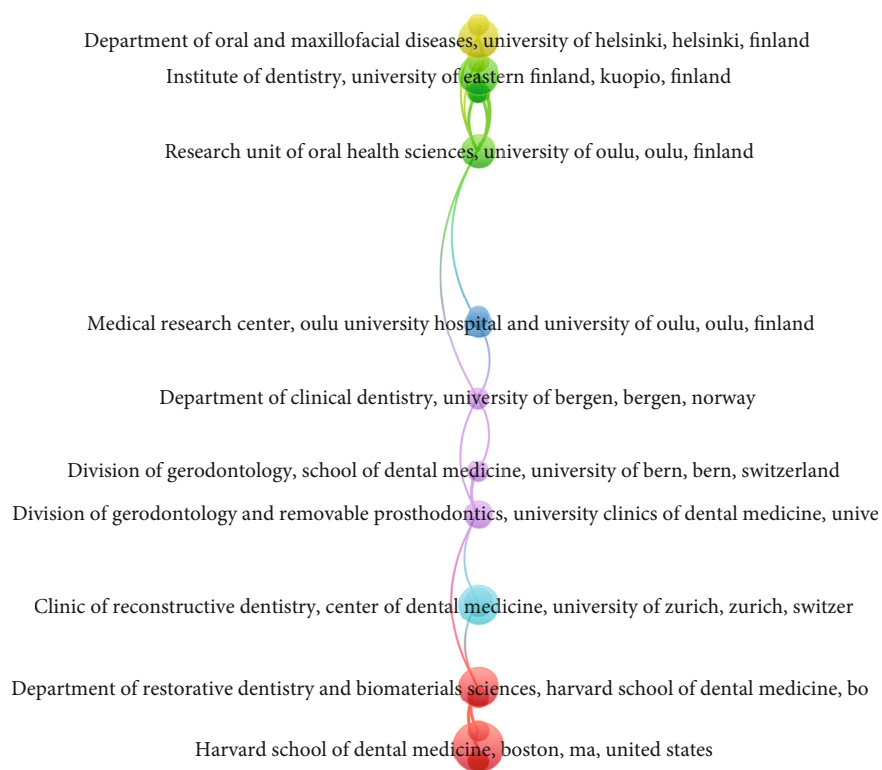 Department of oral and maxillofacial diseases, university of helsinki, helsinki, finland
Institute of dentistry, university of eastern finland, kuopio, finland
Research unit of oral health sciences, university of oulu, oulu, finland
Medical research center, oulu university hospital and university of oulu, oulu, finland
Department of clinical dentistry, university of bergen, bergen, norway
Division of gerodontology, school of dental medicine, university of bern, bern, switzerland
Division of gerodontology and removable prosthodontics, university clinics of dental medicine, unive
Clinic of reconstructive dentistry, center of dental medicine, university of zurich, zurich, switzer
Department of restorative dentistry and biomaterials sciences, harvard school of dental medicine, bo
Harvard school of dental medicine, boston, ma, united states